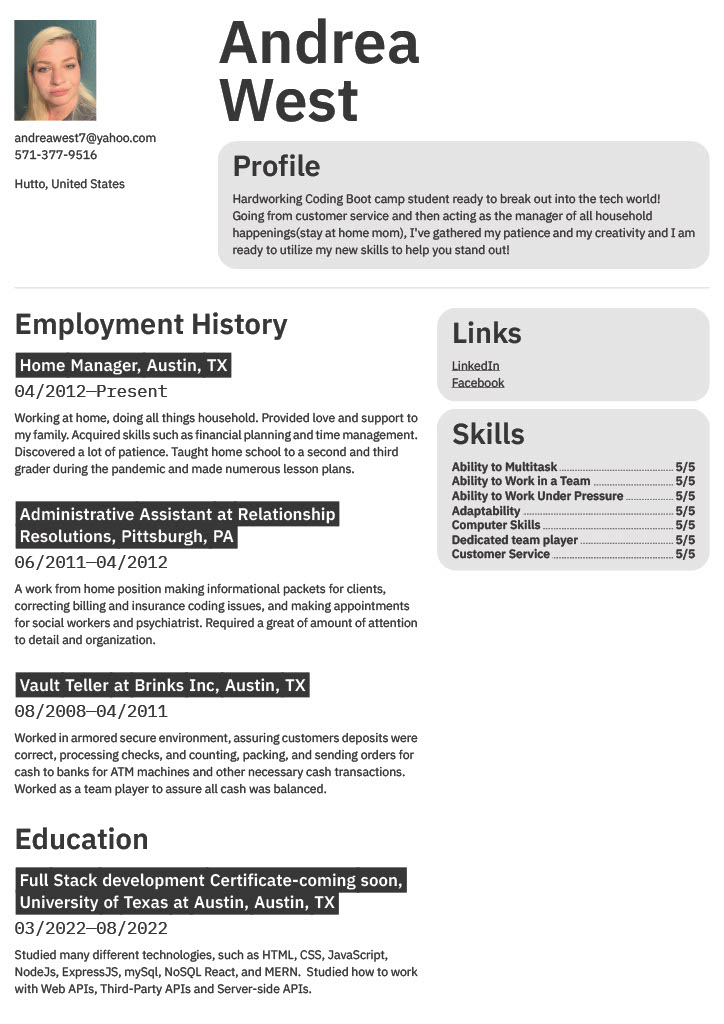 Andrea
West
andreawest7@yahoo.com
571-377-9516
Hutto, United States
Profile
Hardworking Coding Boot camp student ready to break out into the tech world!
Going from customer service and then acting as the manager of all household
happenings(stay at home mom), I've gathered my patience and my creativity and I am
ready to utilize my new skills to help you stand out!
Employment History
Home Manager, Austin, TX
04/2012—Present
Working at home, doing all things household. Provided love and support to
my family. Acquired skills such as financial planning and time management.
Discovered a lot of patience. Taught home school to a second and third
grader during the pandemic and made numerous lesson plans.
Administrative Assistant at Relationship
Resolutions, Pittsburgh, PA
06/2011—04/2012
A work from home position making informational packets for clients,
correcting billing and insurance coding issues, and making appointments
for social workers and psychiatrist. Required a great of amount of attention
to detail and organization.
Vault Teller at Brinks Inc, Austin, TX
08/2008—04/2011
Worked in armored secure environment, assuring customers deposits were
correct, processing checks, and counting, packing, and sending orders for
cash to banks for ATM machines and other necessary cash transactions.
Worked as a team player to assure all cash was balanced.
Education
Full Stack development Certificate-coming soon,
University of Texas at Austin, Austin, TX
03/2022—08/2022
Studied many different technologies, such as HTML, CSS, JavaScript,
NodeJs, ExpressJS, mySql, NoSQL React, and MERN. Studied how to work
with Web APIs, Third-Party APIs and Server-side APIs.
Links
LinkedIn
Facebook
Skills
Ability to Multitask 5/5
Ability to Work in a Team 5/5
Ability to Work Under Pressure 5/5
Adaptability 5/5
Computer Skills 5/5
Dedicated team player 5/5
Customer Service 5/5